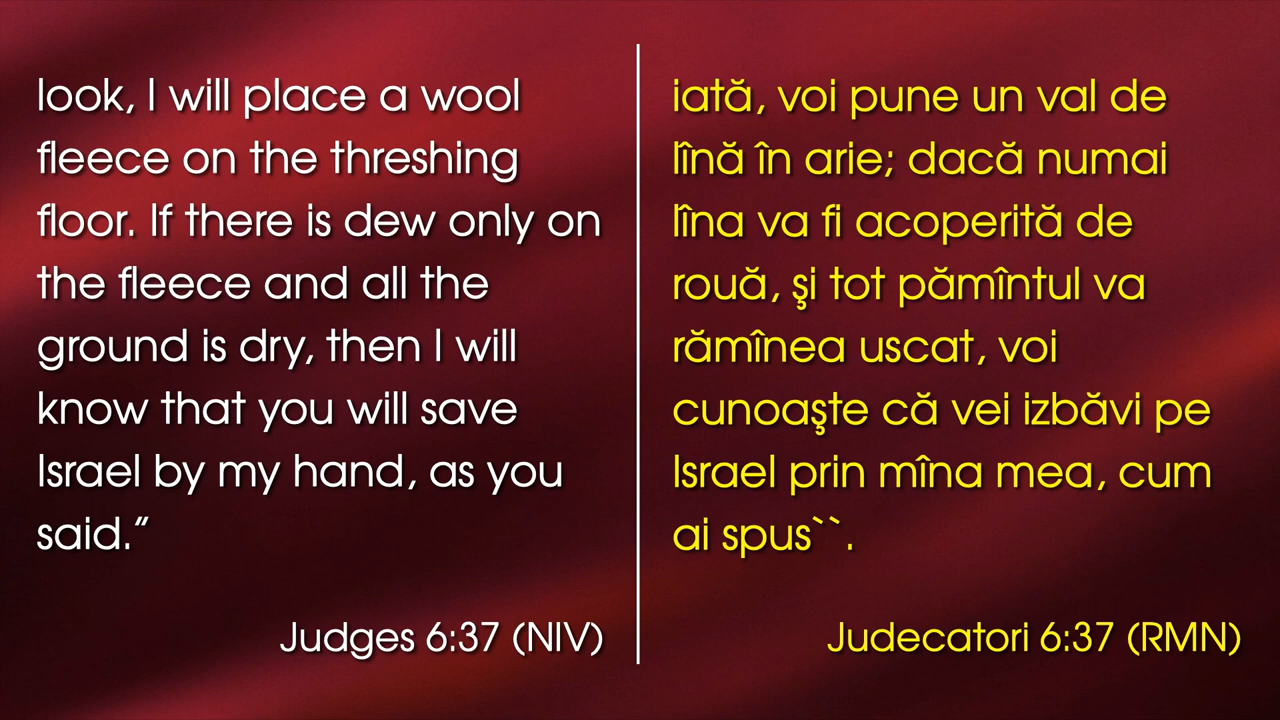 look, I will place a wool
fleece on the threshing
floor. If there is dew only on
the fleece and all the
ground is dry, then I will
know that you will save
Israel by my hand, as you
said.”
Judges 6:37 (NIV)
iată, voi pune un val de
lînă în arie; dacă numai
lîna va fi acoperită de
rouă, şi tot pămîntul va
rămînea uscat, voi
cunoaşte că vei izbăvi pe
Israel prin mîna mea, cum
ai spus``.
Judecatori 6:37 (RMN)